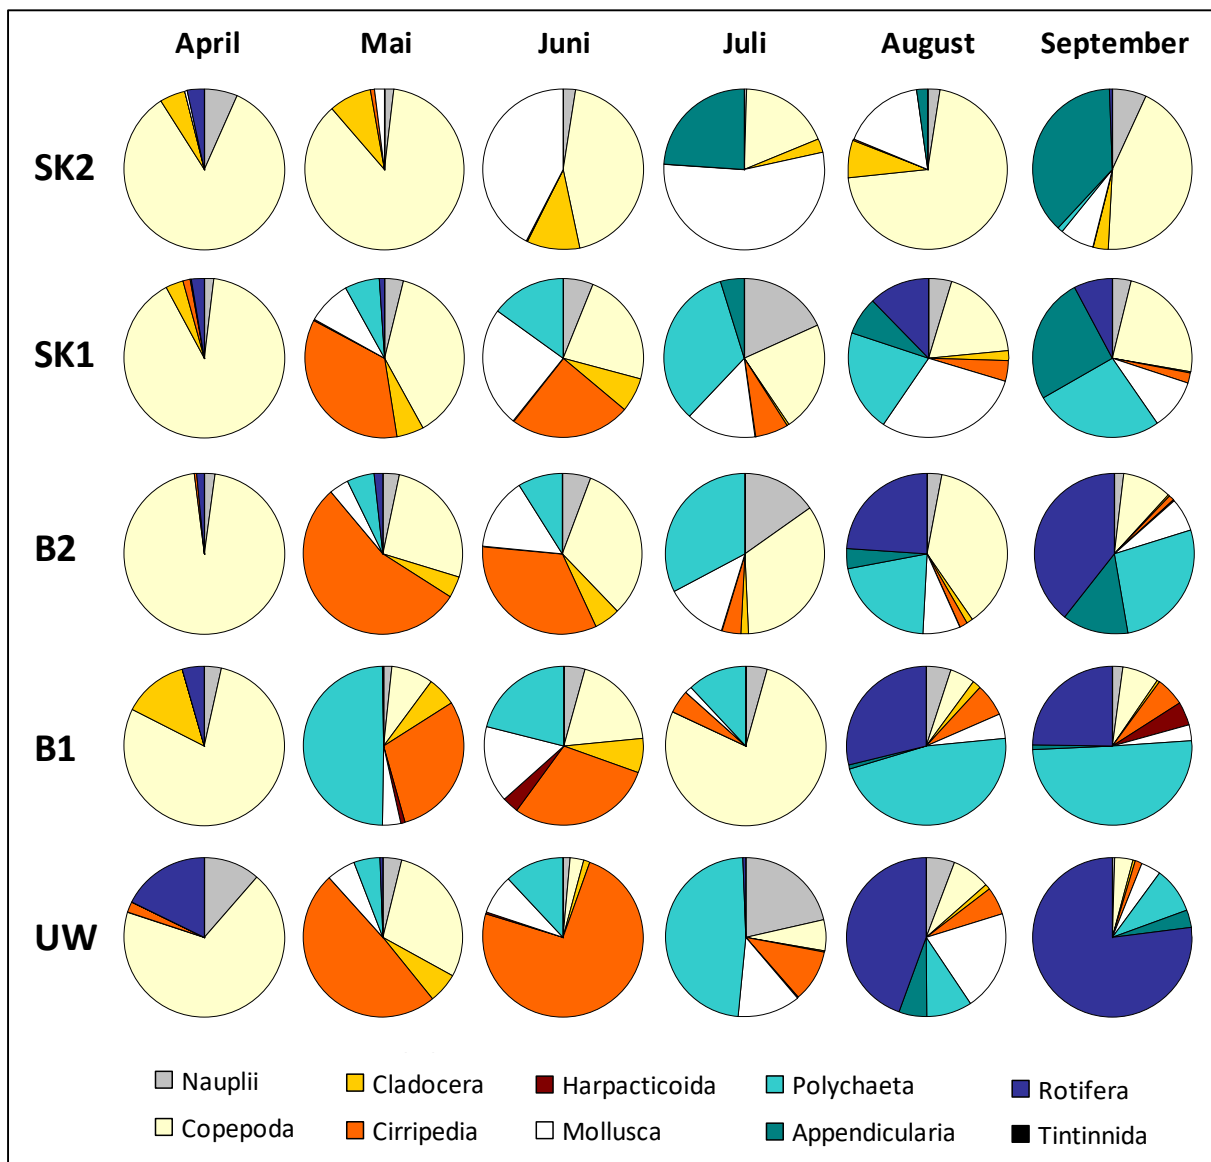 April Mai Juni Juli August September
SK2
SK1
B2
B1
UW
Nauplii Cladocera Harpacticoida Polychaeta Rotifera
Copepoda Cirripedia Mollusca Appendicularia Tintinnida